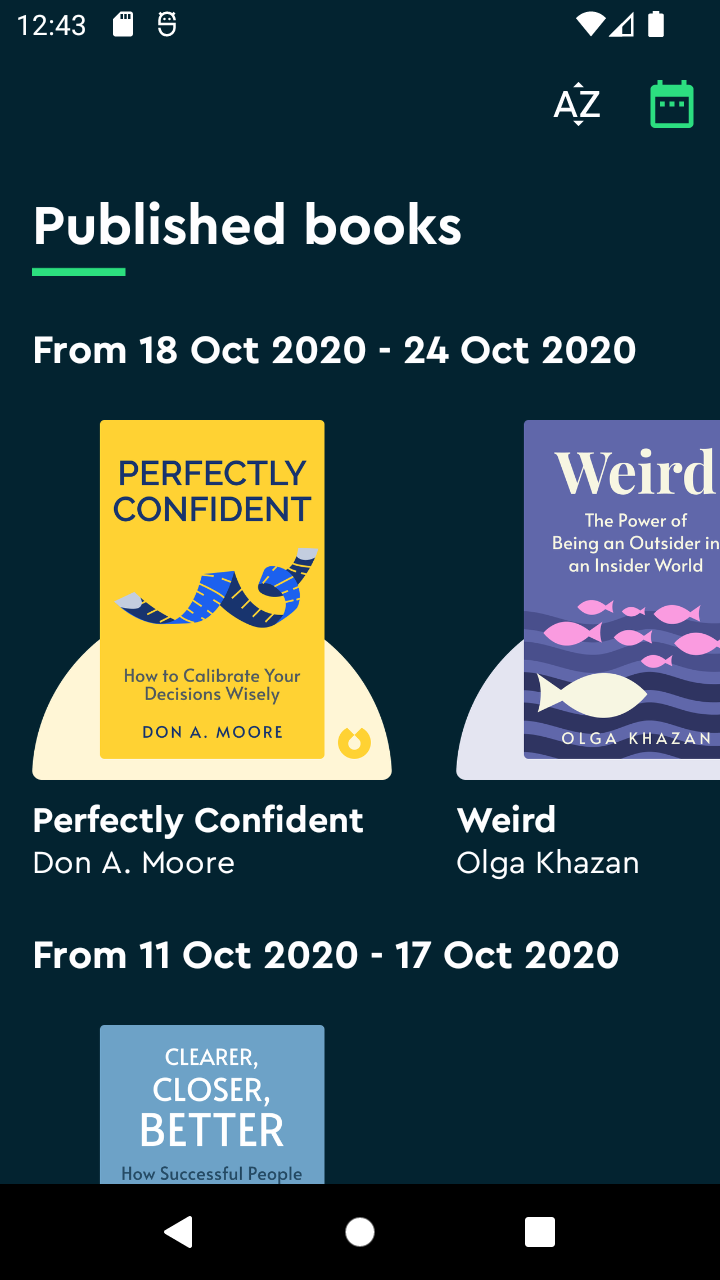 12:43
AZ
Published books
From 18 Oct 2020 - 24 Oct 2020
PERFECTLY
CONFIDENT
How to Calibrate Your
Decisions Wisely
DON A. MOORE
Weird
The Power of
Being an Outsider in
an Insider World
OLGA KHAZAN
Perfectly Confident
Don A. Moore
Weird
Olga Khazan
From 11 Oct 2020 - 17 Oct 2020
CLEARER,
CLOSER,
BETTER
How Successful People